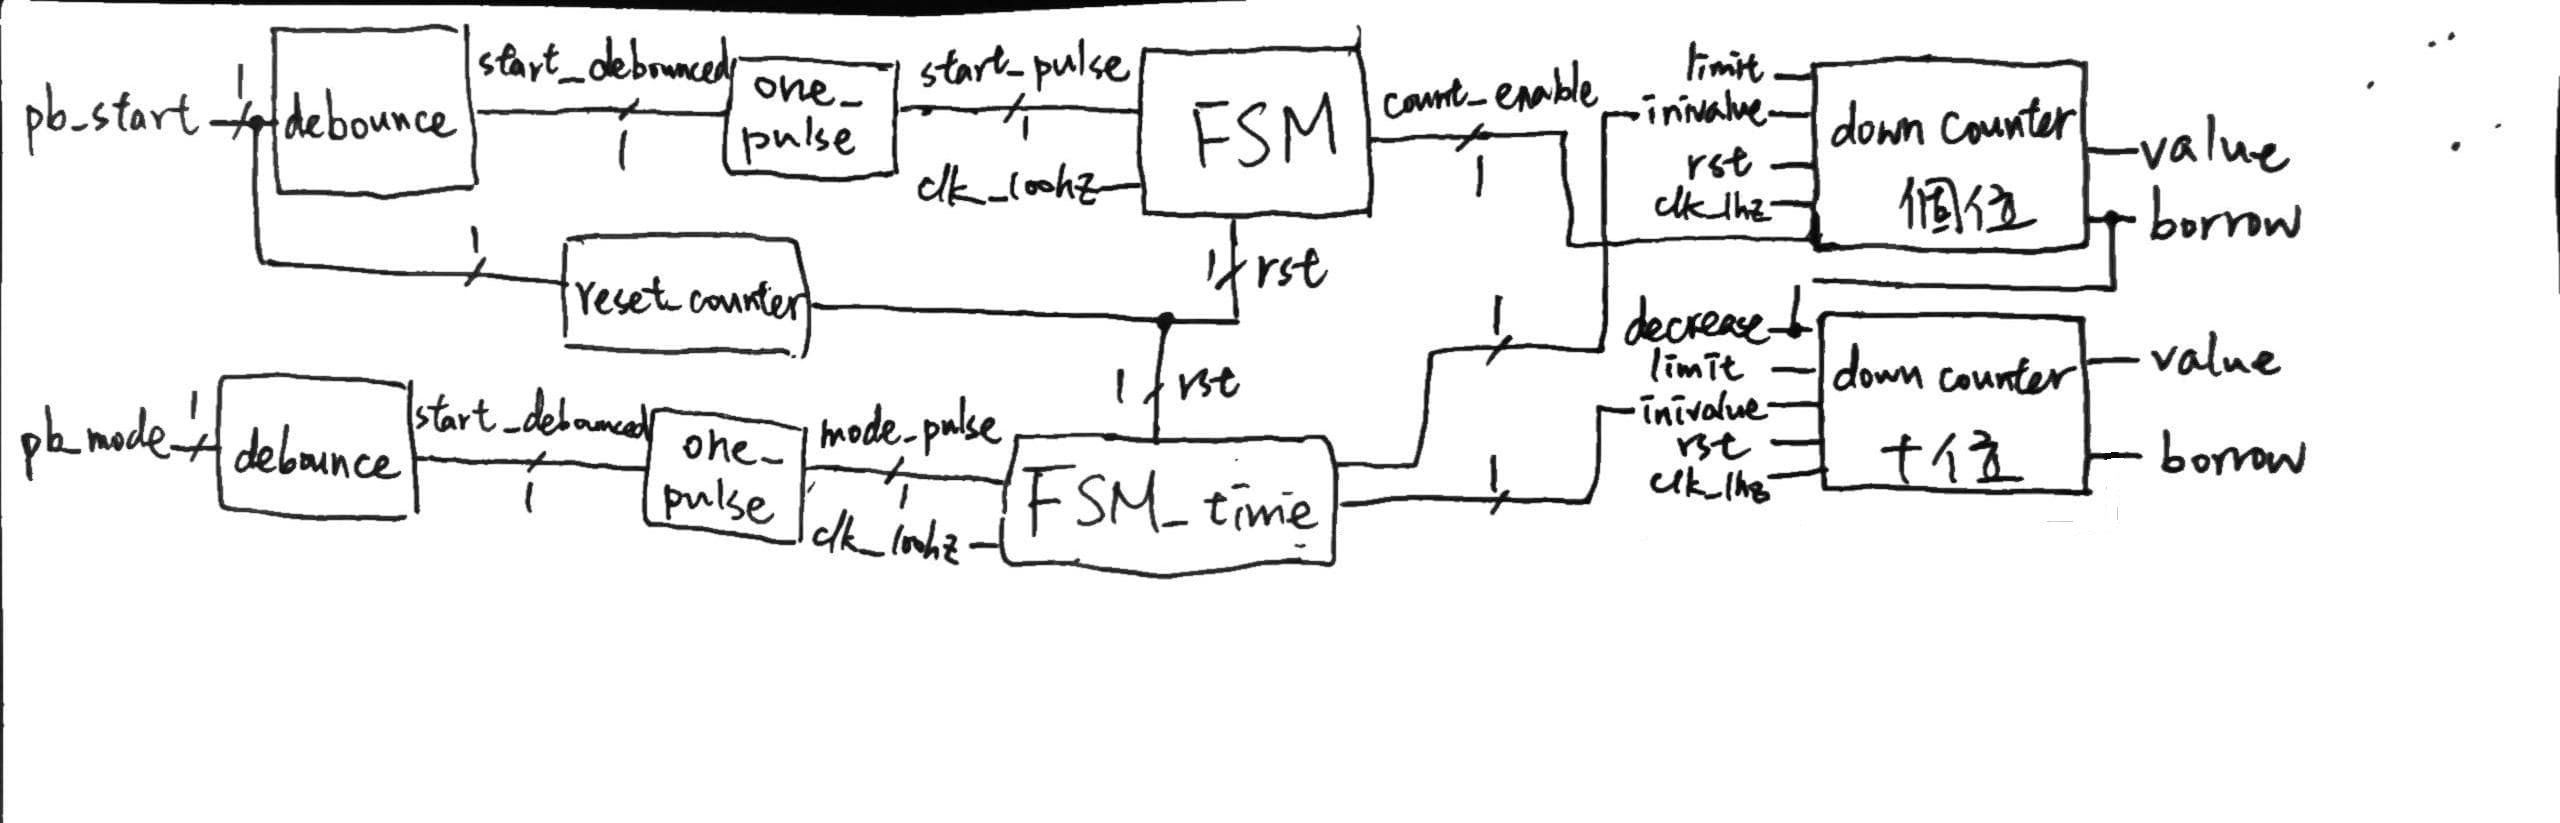 pb_start
1
debounce
start_debounced
1
one_
pulse
start_pulse
1
clk_100hz
FSM
count_enable
1
limit
inivalue
rst
clk_1hz
down counter
個位
value
borrow
1
reset_counter
1
rst
1
rst
pb_mode
1
debounce
start_debounced
1
one_
pulse
mode_pulse
1
clk_100hz
FSM_time
1
1
decrease
limit
inivalue
rst
clk_1hz
down counter
十位
value
borrow